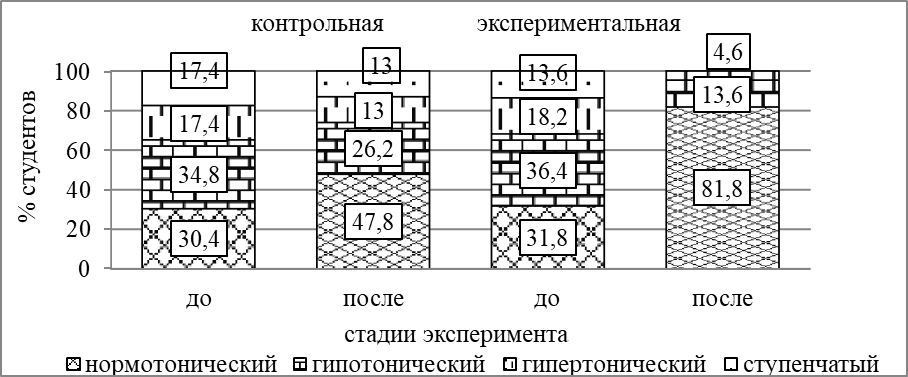 контрольная экспериментальная
17,4 13 13,6 4,6
100
80
60
40
20
0
% студентов
17,4 13 18,2 13,6
34,8 26,2 36,4 81,8
30,4 47,8 31,8
до после до после
стадии эксперимента
нормотонический гипотонический гипертонический ступенчатый